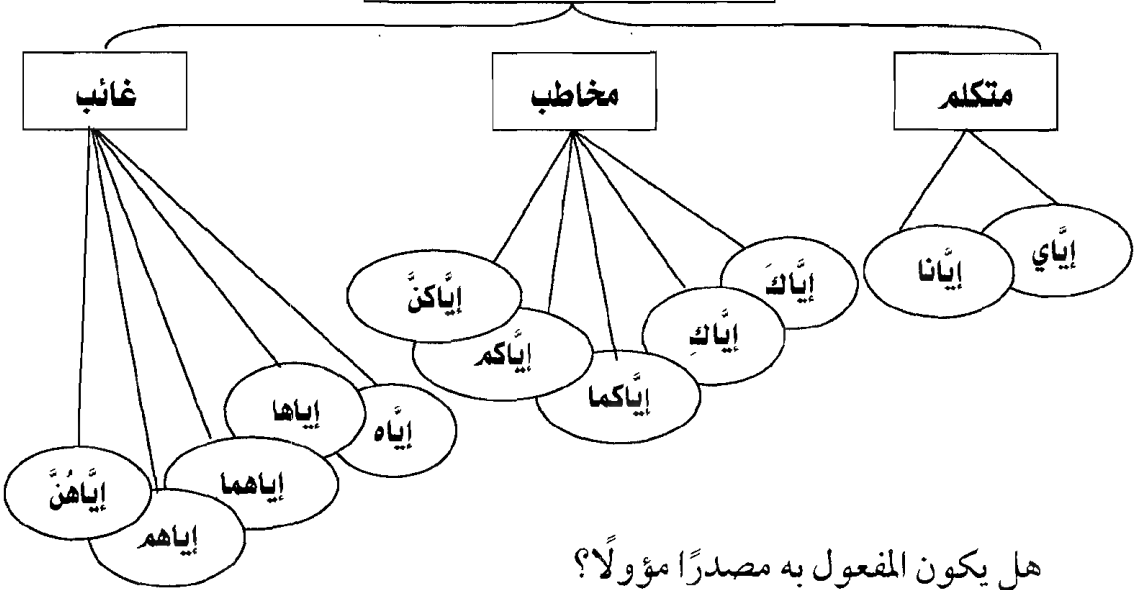 متكلم مخاطب غائب
إيَّاي إيَّانا
إيَّاكَ إيَّاكِ إيَّاكما إيَّاكم إيَّاكنَّ
إيَّاه إياها إياهما إياهم إيَّاهُنَّ
هل يكون المفعول به مصدرًا مؤولًا؟